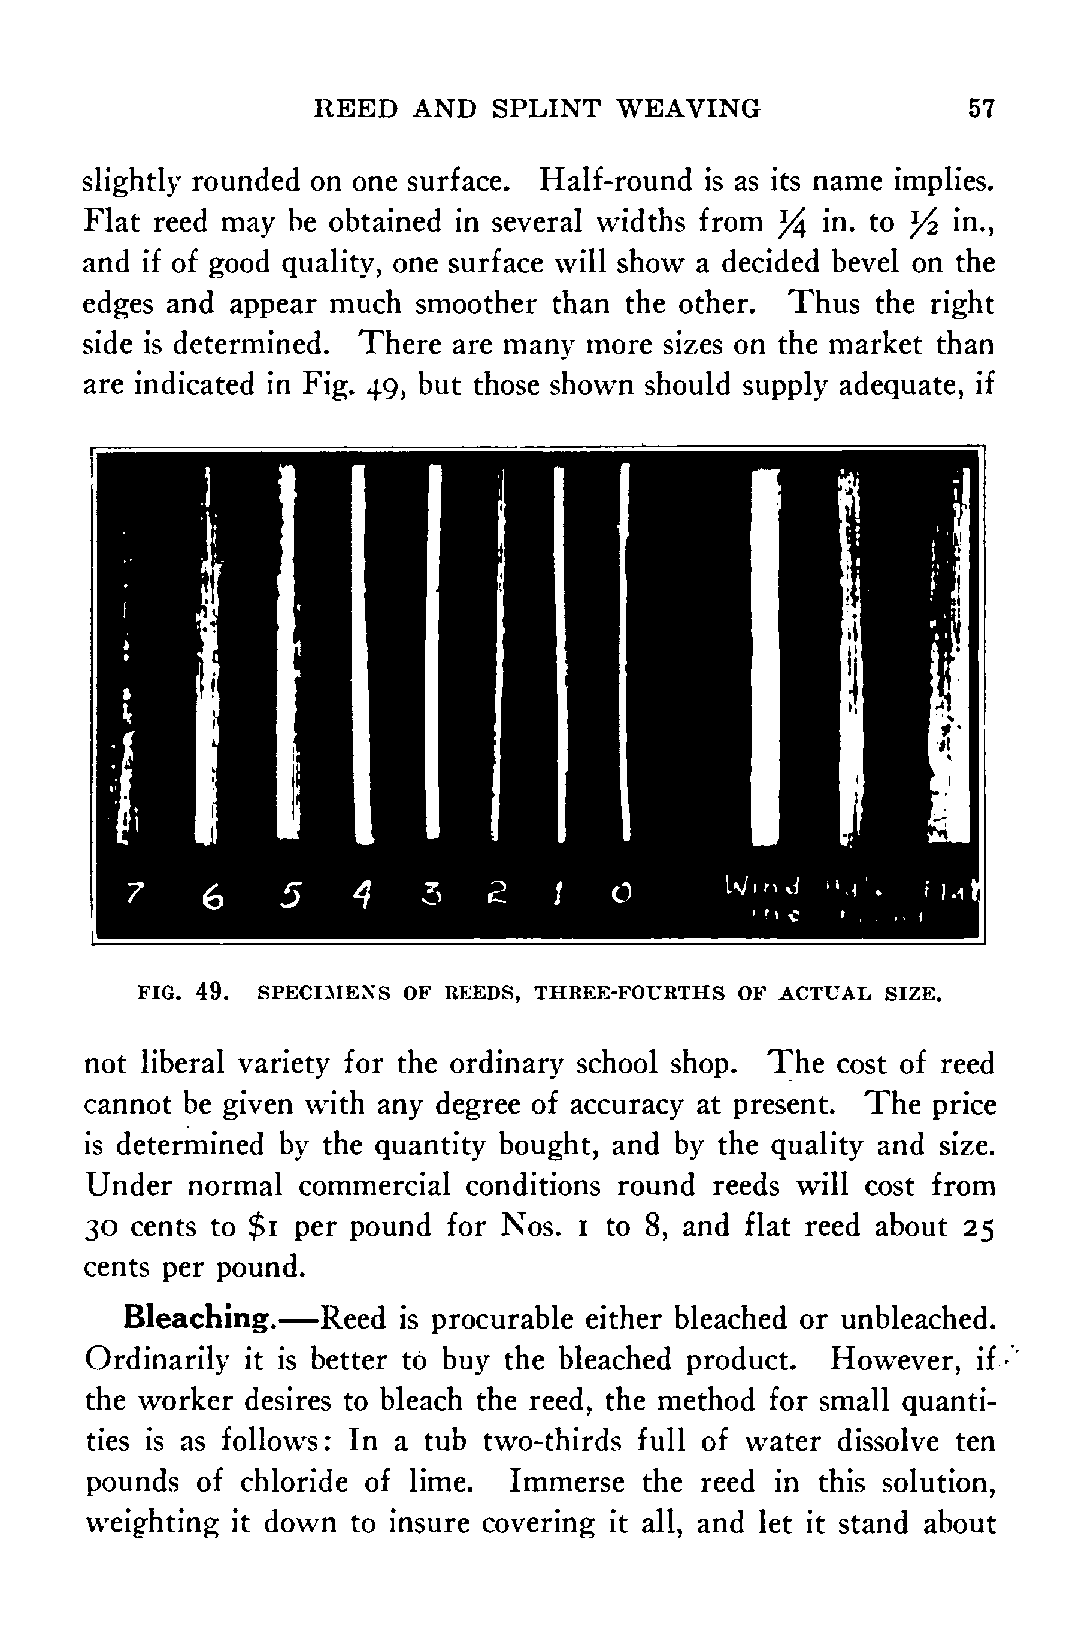 REED AND SPLINT WEAVING 57
slightly rounded on one surface. Half-round is as its name implies.
Flat reed may be obtained in several widths from ¼ in. to ½ in.,
and if of good quality, one surface will show a decided bevel on the
edges and appear much smoother than the other. Thus the right
side is determined. There are many more sizes on the market than
are indicated in Fig. 49, but those shown should supply adequate, if
7 6 5 4 3 2 1 0 Wind Flat
FIG. 49. SPECIMENS OF REEDS, THREE-FOURTHS OF ACTUAL SIZE.
not liberal variety for the ordinary school shop. The cost of reed
cannot be given with any degree of accuracy at present. The price
is determined by the quantity bought, and by the quality and size.
Under normal commercial conditions round reeds will cost from
30 cents to $1 per pound for Nos. 1 to 8, and flat reed about 25
cents per pound.
Bleaching.—Reed is procurable either bleached or unbleached.
Ordinarily it is better to buy the bleached product. However, if
the worker desires to bleach the reed, the method for small quanti-
ties is as follows: In a tub two-thirds full of water dissolve ten
pounds of chloride of lime. Immerse the reed in this solution,
weighting it down to insure covering it all, and let it stand about